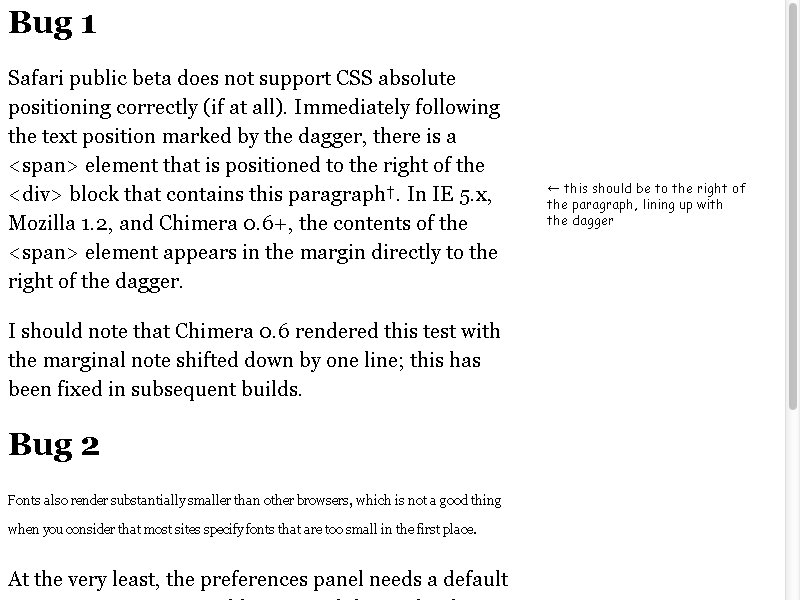 Bug 1
Safari public beta does not support CSS absolute
positioning correctly (if at all). Immediately following
the text position marked by the dagger, there is a
<span> element that is positioned to the right of the
<div> block that contains this paragraph†. In IE 5.x,
Mozilla 1.2, and Chimera 0.6+, the contents of the
<span> element appears in the margin directly to the
right of the dagger.
← this should be to the right of
the paragraph, lining up with
the dagger
I should note that Chimera 0.6 rendered this test with
the marginal note shifted down by one line; this has
been fixed in subsequent builds.
Bug 2
Fonts also render substantially smaller than other browsers, which is not a good thing
when you consider that most sites specify fonts that are too small in the first place.
At the very least, the preferences panel needs a default